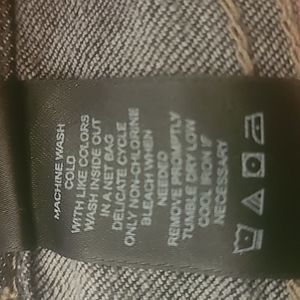 MACHINE WASH
COLD
WITH LIKE COLORS
WASH INSIDE OUT
IN A NET BAG
DELICATE CYCLE
ONLY NON-CHLORINE
BLEACH WHEN
NEEDED
REMOVE PROMPTLY
TUMBLE DRY LOW
COOL IRON IF
NECESSARY